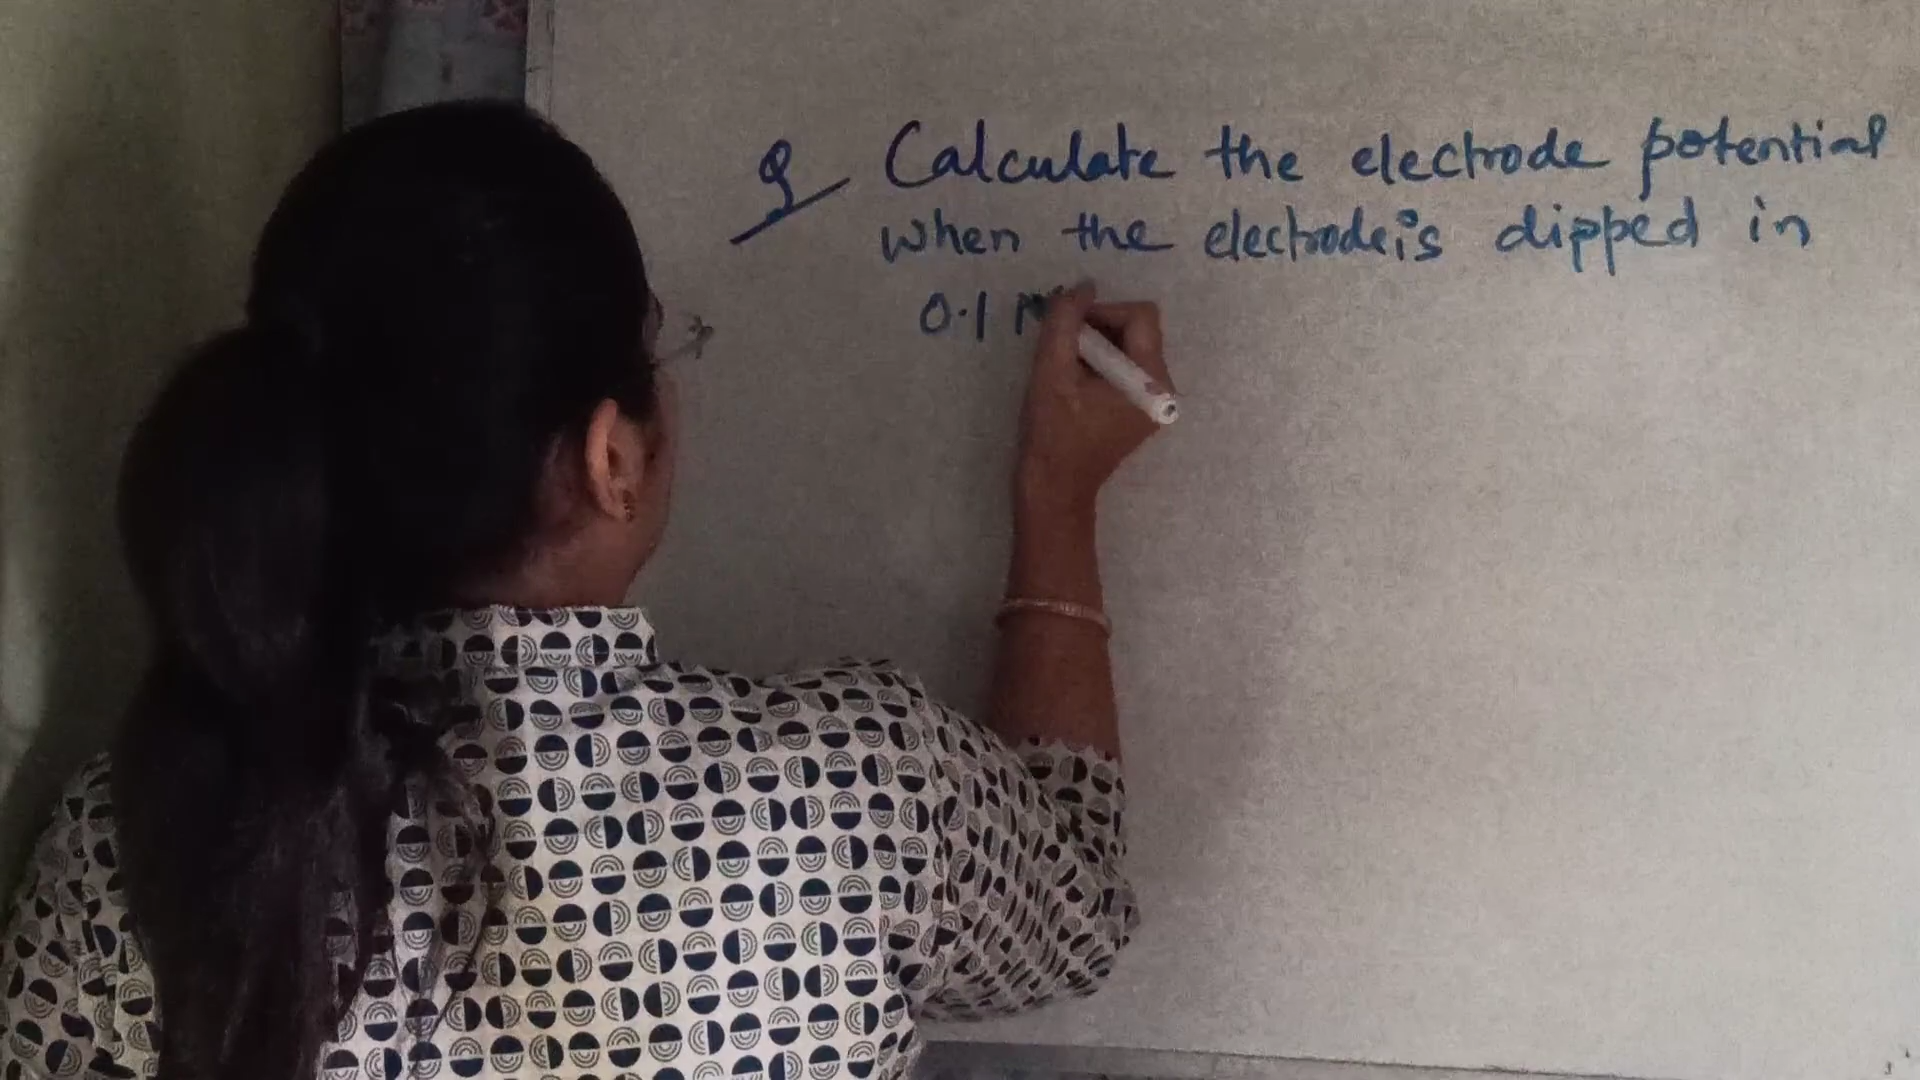 Q Calculate the electrode potential
when the electrode is dipped in
0.1 M